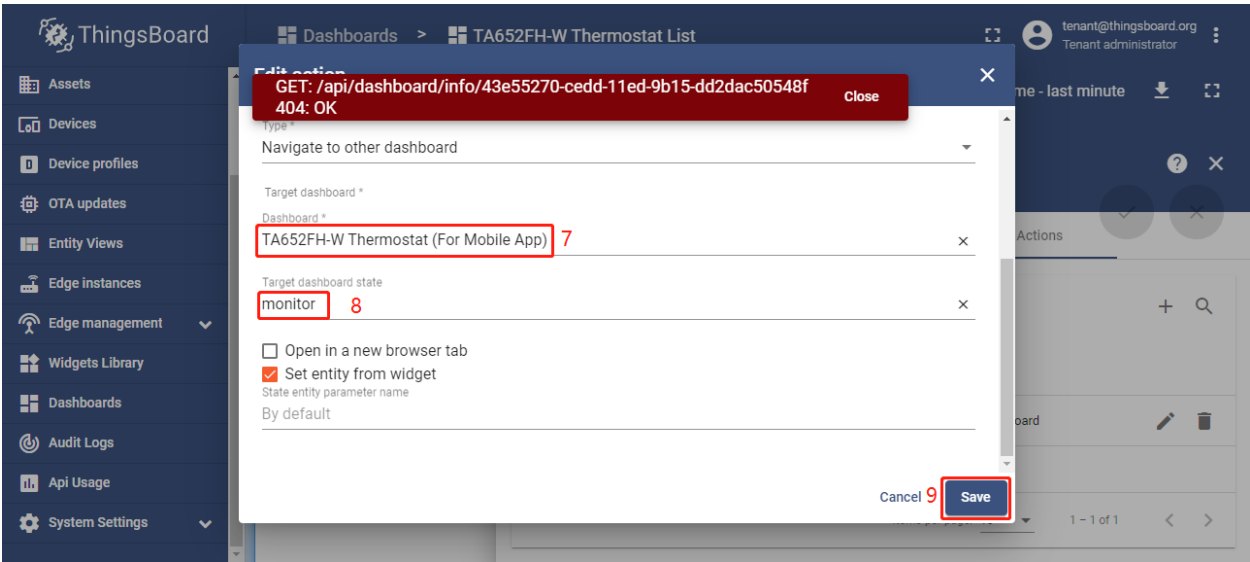 ThingsBoard
Dashboards > TA652FH-W Thermostat List
tenant@thingsboard.org
Tenant administrator
Assets
Devices
Device profiles
OTA updates
Entity Views
Edge instances
Edge management
Widgets Library
Dashboards
Audit Logs
Api Usage
System Settings
Edit action
GET: /api/dashboard/info/43e55270-cedd-11ed-9b15-dd2dac50548f
404: OK
Close
me - last minute
Type *
Navigate to other dashboard
Target dashboard *
Dashboard *
TA652FH-W Thermostat (For Mobile App) 7
Target dashboard state
monitor 8
Open in a new browser tab
Set entity from widget
State entity parameter name
By default
Cancel 9 Save
Actions
oard
1 – 1 of 1